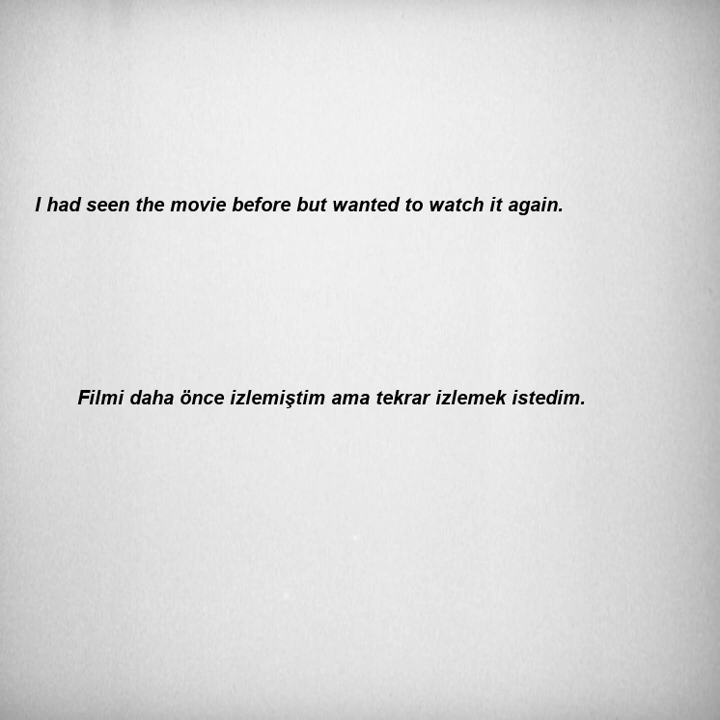 I had seen the movie before but wanted to watch it again.
Filmi daha önce izlemiştim ama tekrar izlemek istedim.